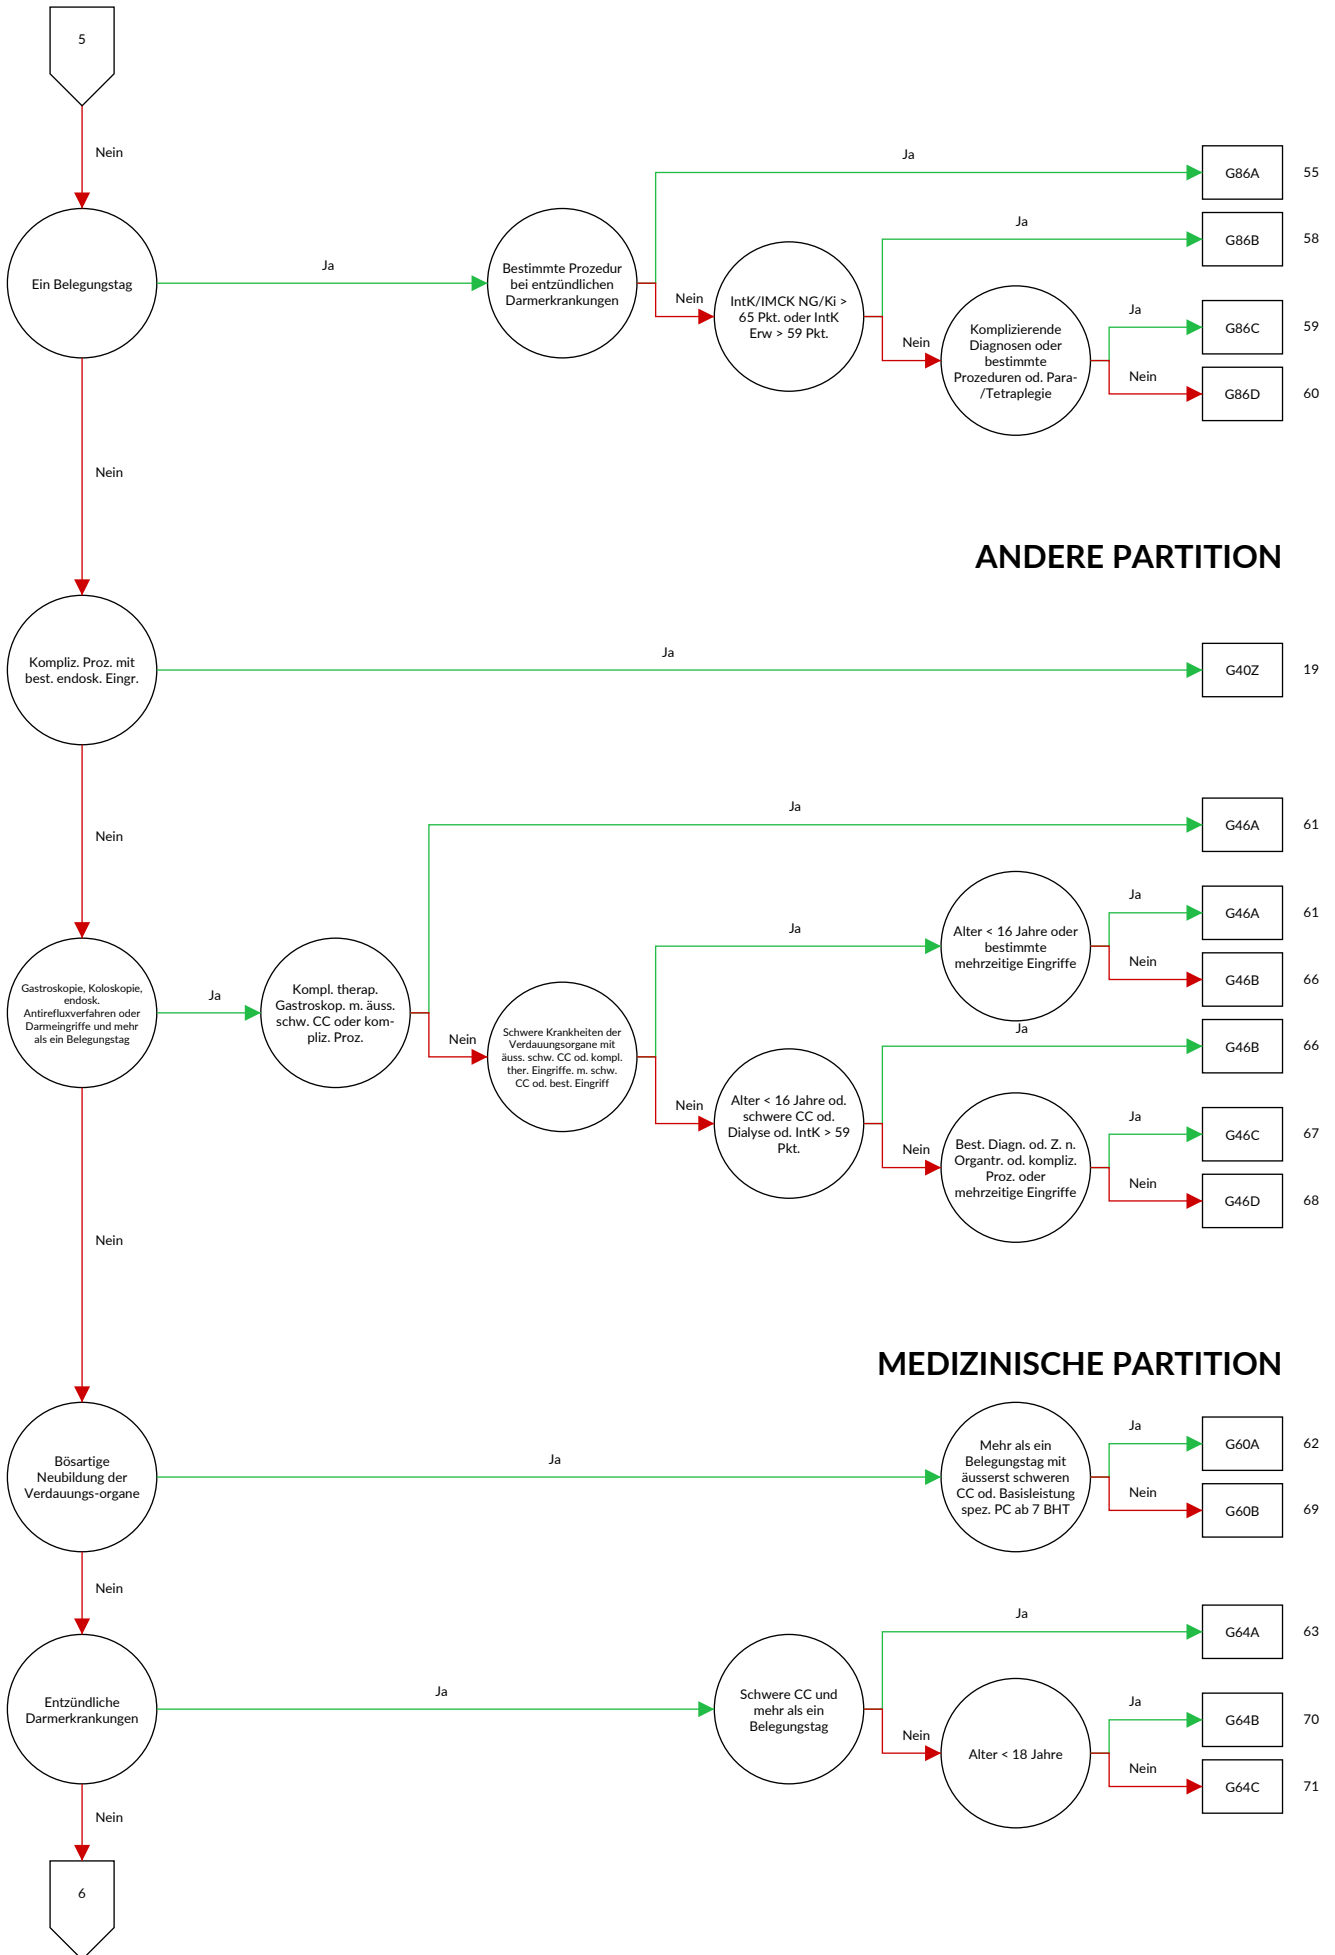 5
Nein
Ja
G86A
55
Ja
G86B
58
Ein Belegungstag
Ja
Bestimmte Prozedur
bei entzündlichen
Darmerkrankungen
Nein
IntK/IMCK NG/Ki >
65 Pkt. oder IntK
Erw > 59 Pkt.
Nein
Komplizierende
Diagnosen oder
bestimmte
Prozeduren od. Para-
/Tetraplegie
Ja
G86C
59
Nein
G86D
60
Nein
ANDERE PARTITION
Kompliz. Proz. mit
best. endosk. Eingr.
Ja
G40Z
19
Nein
Ja
G46A
61
Gastroskopie, Koloskopie,
endosk.
Antirefluxverfahren oder
Darmeingriffe und mehr
als ein Belegungstag
Ja
Kompl. therap.
Gastroskop. m. äuss.
schw. CC oder kom-
pliz. Proz.
Nein
Schwere Krankheiten der
Verdauungsorgane mit
äuss. schw. CC od. kompl.
ther. Eingriffe. m. schw.
CC od. best. Eingriff
Ja
Alter < 16 Jahre oder
bestimmte
mehrzeitige Eingriffe
Ja
G46A
61
Nein
G46B
66
Nein
Alter < 16 Jahre od.
schwere CC od.
Dialyse od. IntK > 59
Pkt.
Ja
G46B
66
Nein
Best. Diagn. od. Z. n.
Organtr. od. kompliz.
Proz. oder
mehrzeitige Eingriffe
Ja
G46C
67
Nein
G46D
68
Nein
MEDIZINISCHE PARTITION
Bösartige
Neubildung der
Verdauungs-organe
Ja
Mehr als ein
Belegungstag mit
äusserst schweren
CC od. Basisleistung
spez. PC ab 7 BHT
Ja
G60A
62
Nein
G60B
69
Nein
Entzündliche
Darmerkrankungen
Ja
Schwere CC und
mehr als ein
Belegungstag
Ja
G64A
63
Nein
Alter < 18 Jahre
Ja
G64B
70
Nein
G64C
71
Nein
6